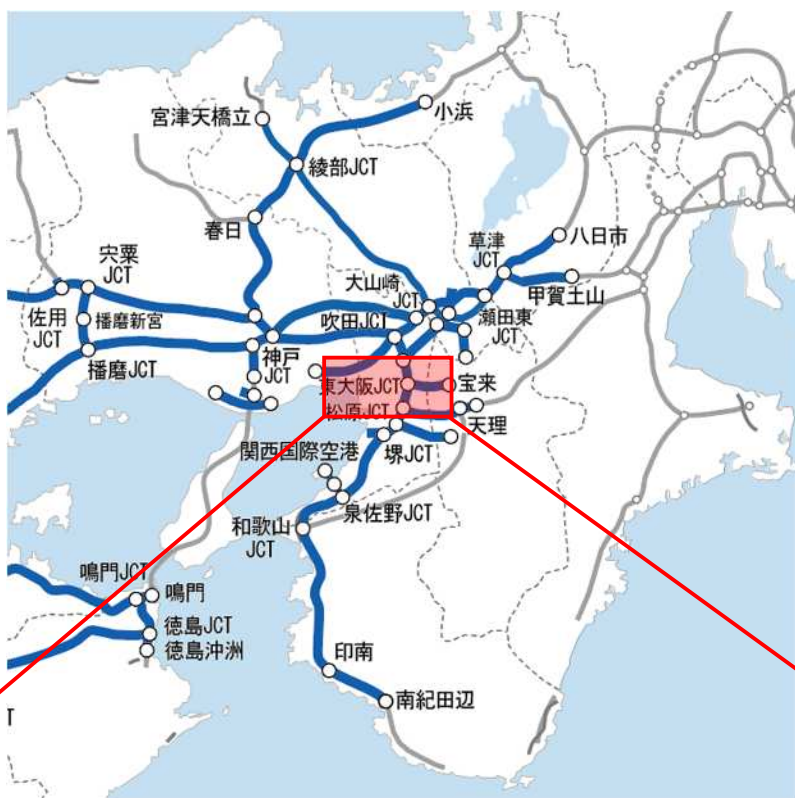 小浜
宮津天橋立
綾部JCT
春日
八日市
草津
JCT
宍粟
JCT
大山崎
JCT
甲賀土山
佐用
JCT
播磨新宮
吹田JCT
瀬田東
JCT
播磨JCT
神戸
JCT
東大阪JCT
宝来
松原JCT
天理
関西国際空港
堺JCT
泉佐野JCT
和歌山
JCT
鳴門JCT
鳴門
徳島JCT
徳島沖洲
印南
南紀田辺
T